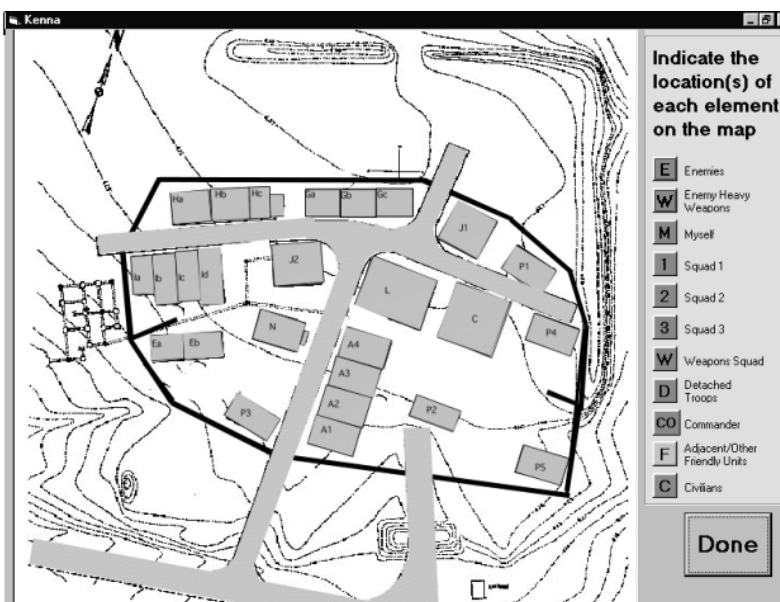 Kenna
Indicate the
location(s) of
each element
on the map
E Enemies
W Enemy Heavy
Weapons
M Myself
1 Squad 1
2 Squad 2
3 Squad 3
W Weapons Squad
D Detached
Troops
CO Commander
F Adjacent/Other
Friendly Units
C Civilians
Done
Ha Hb Hc Ga Gb Gc
J1
Ia Ib Ic Id J2 P1
L C P4
Ea Eb N A4
A3
P3 A2 P2
A1
P5